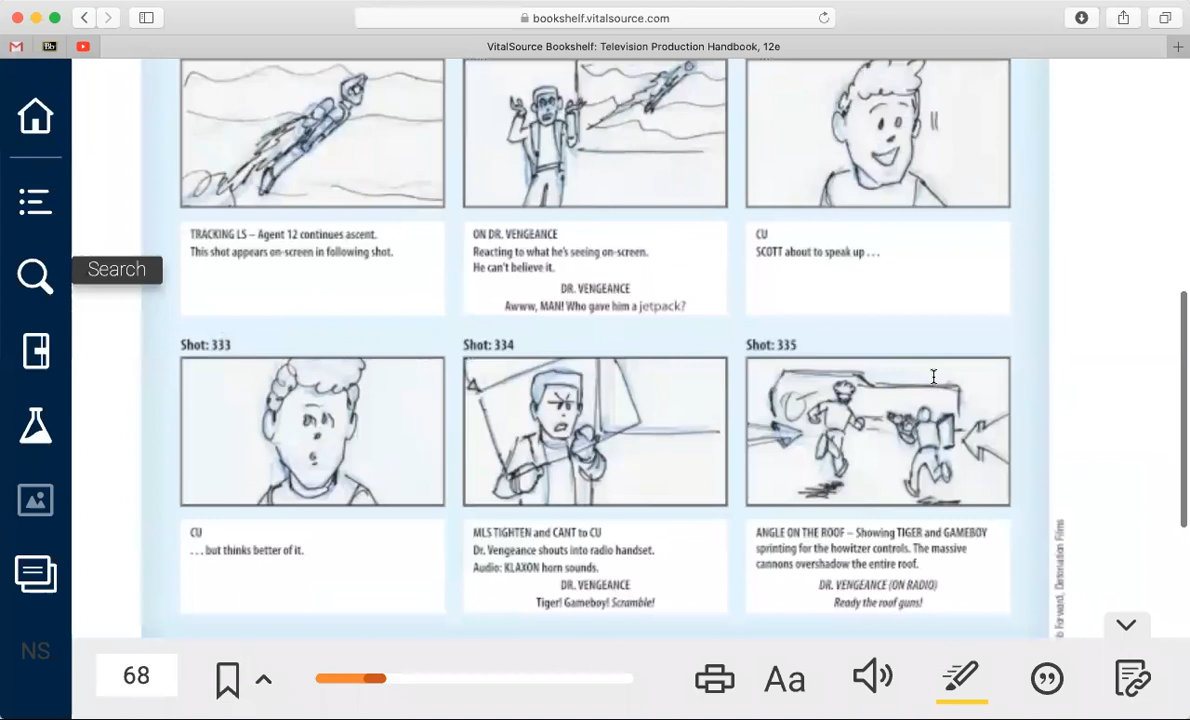 bookshelf.vitalsource.com
Bb
VitalSource Bookshelf: Television Production Handbook, 12e
Search
TRACKING LS – Agent 12 continues ascent.
This shot appears on-screen in following shot.
ON DR. VENGEANCE
Reacting to what he's seeing on-screen.
He can't believe it.
DR. VENGEANCE
Awww, MAN! Who gave him a jetpack?
CU
SCOTT about to speak up . . .
Shot: 333
Shot: 334
Shot: 335
CU
. . . but thinks better of it.
MLS TIGHTEN and CANT to CU
Dr. Vengeance shouts into radio handset.
Audio: KLAXON horn sounds.
DR. VENGEANCE
Tiger! Gameboy! Scramble!
ANGLE ON THE ROOF – Showing TIGER and GAMEBOY
sprinting for the howitzer controls. The massive
cannons overshadow the entire roof.
DR. VENGEANCE (ON RADIO)
Ready the roof guns!
Forward, Detonation Films
NS
68
Aa